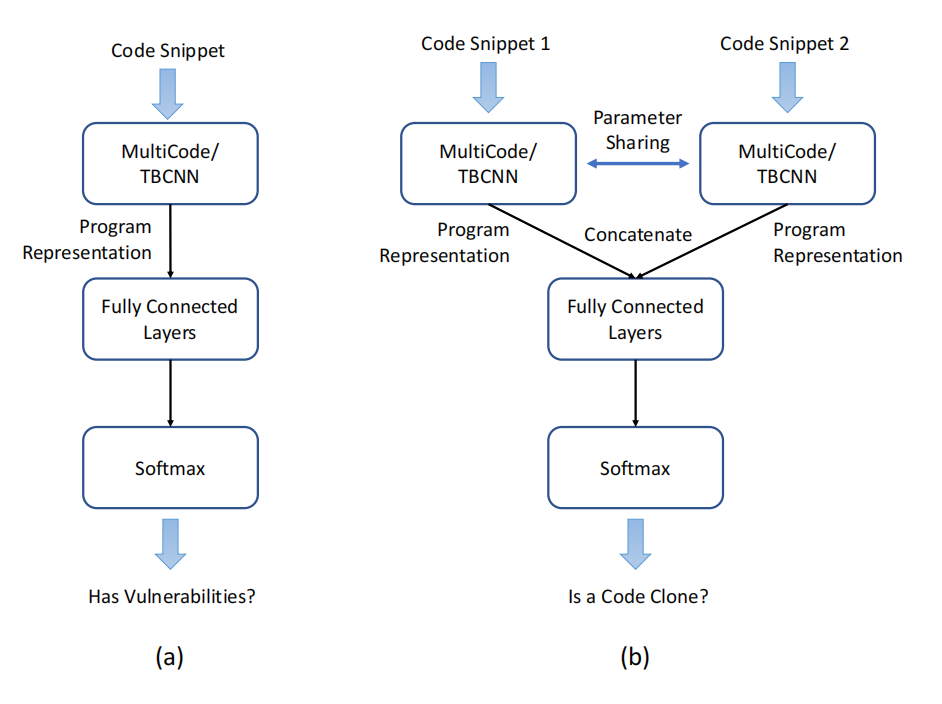 Code Snippet
MultiCode/
TBCNN
Program
Representation
Fully Connected
Layers
Softmax
Has Vulnerabilities?
(a)
Code Snippet 1
Code Snippet 2
Parameter
Sharing
MultiCode/
TBCNN
MultiCode/
TBCNN
Program
Representation
Concatenate
Program
Representation
Fully Connected
Layers
Softmax
Is a Code Clone?
(b)